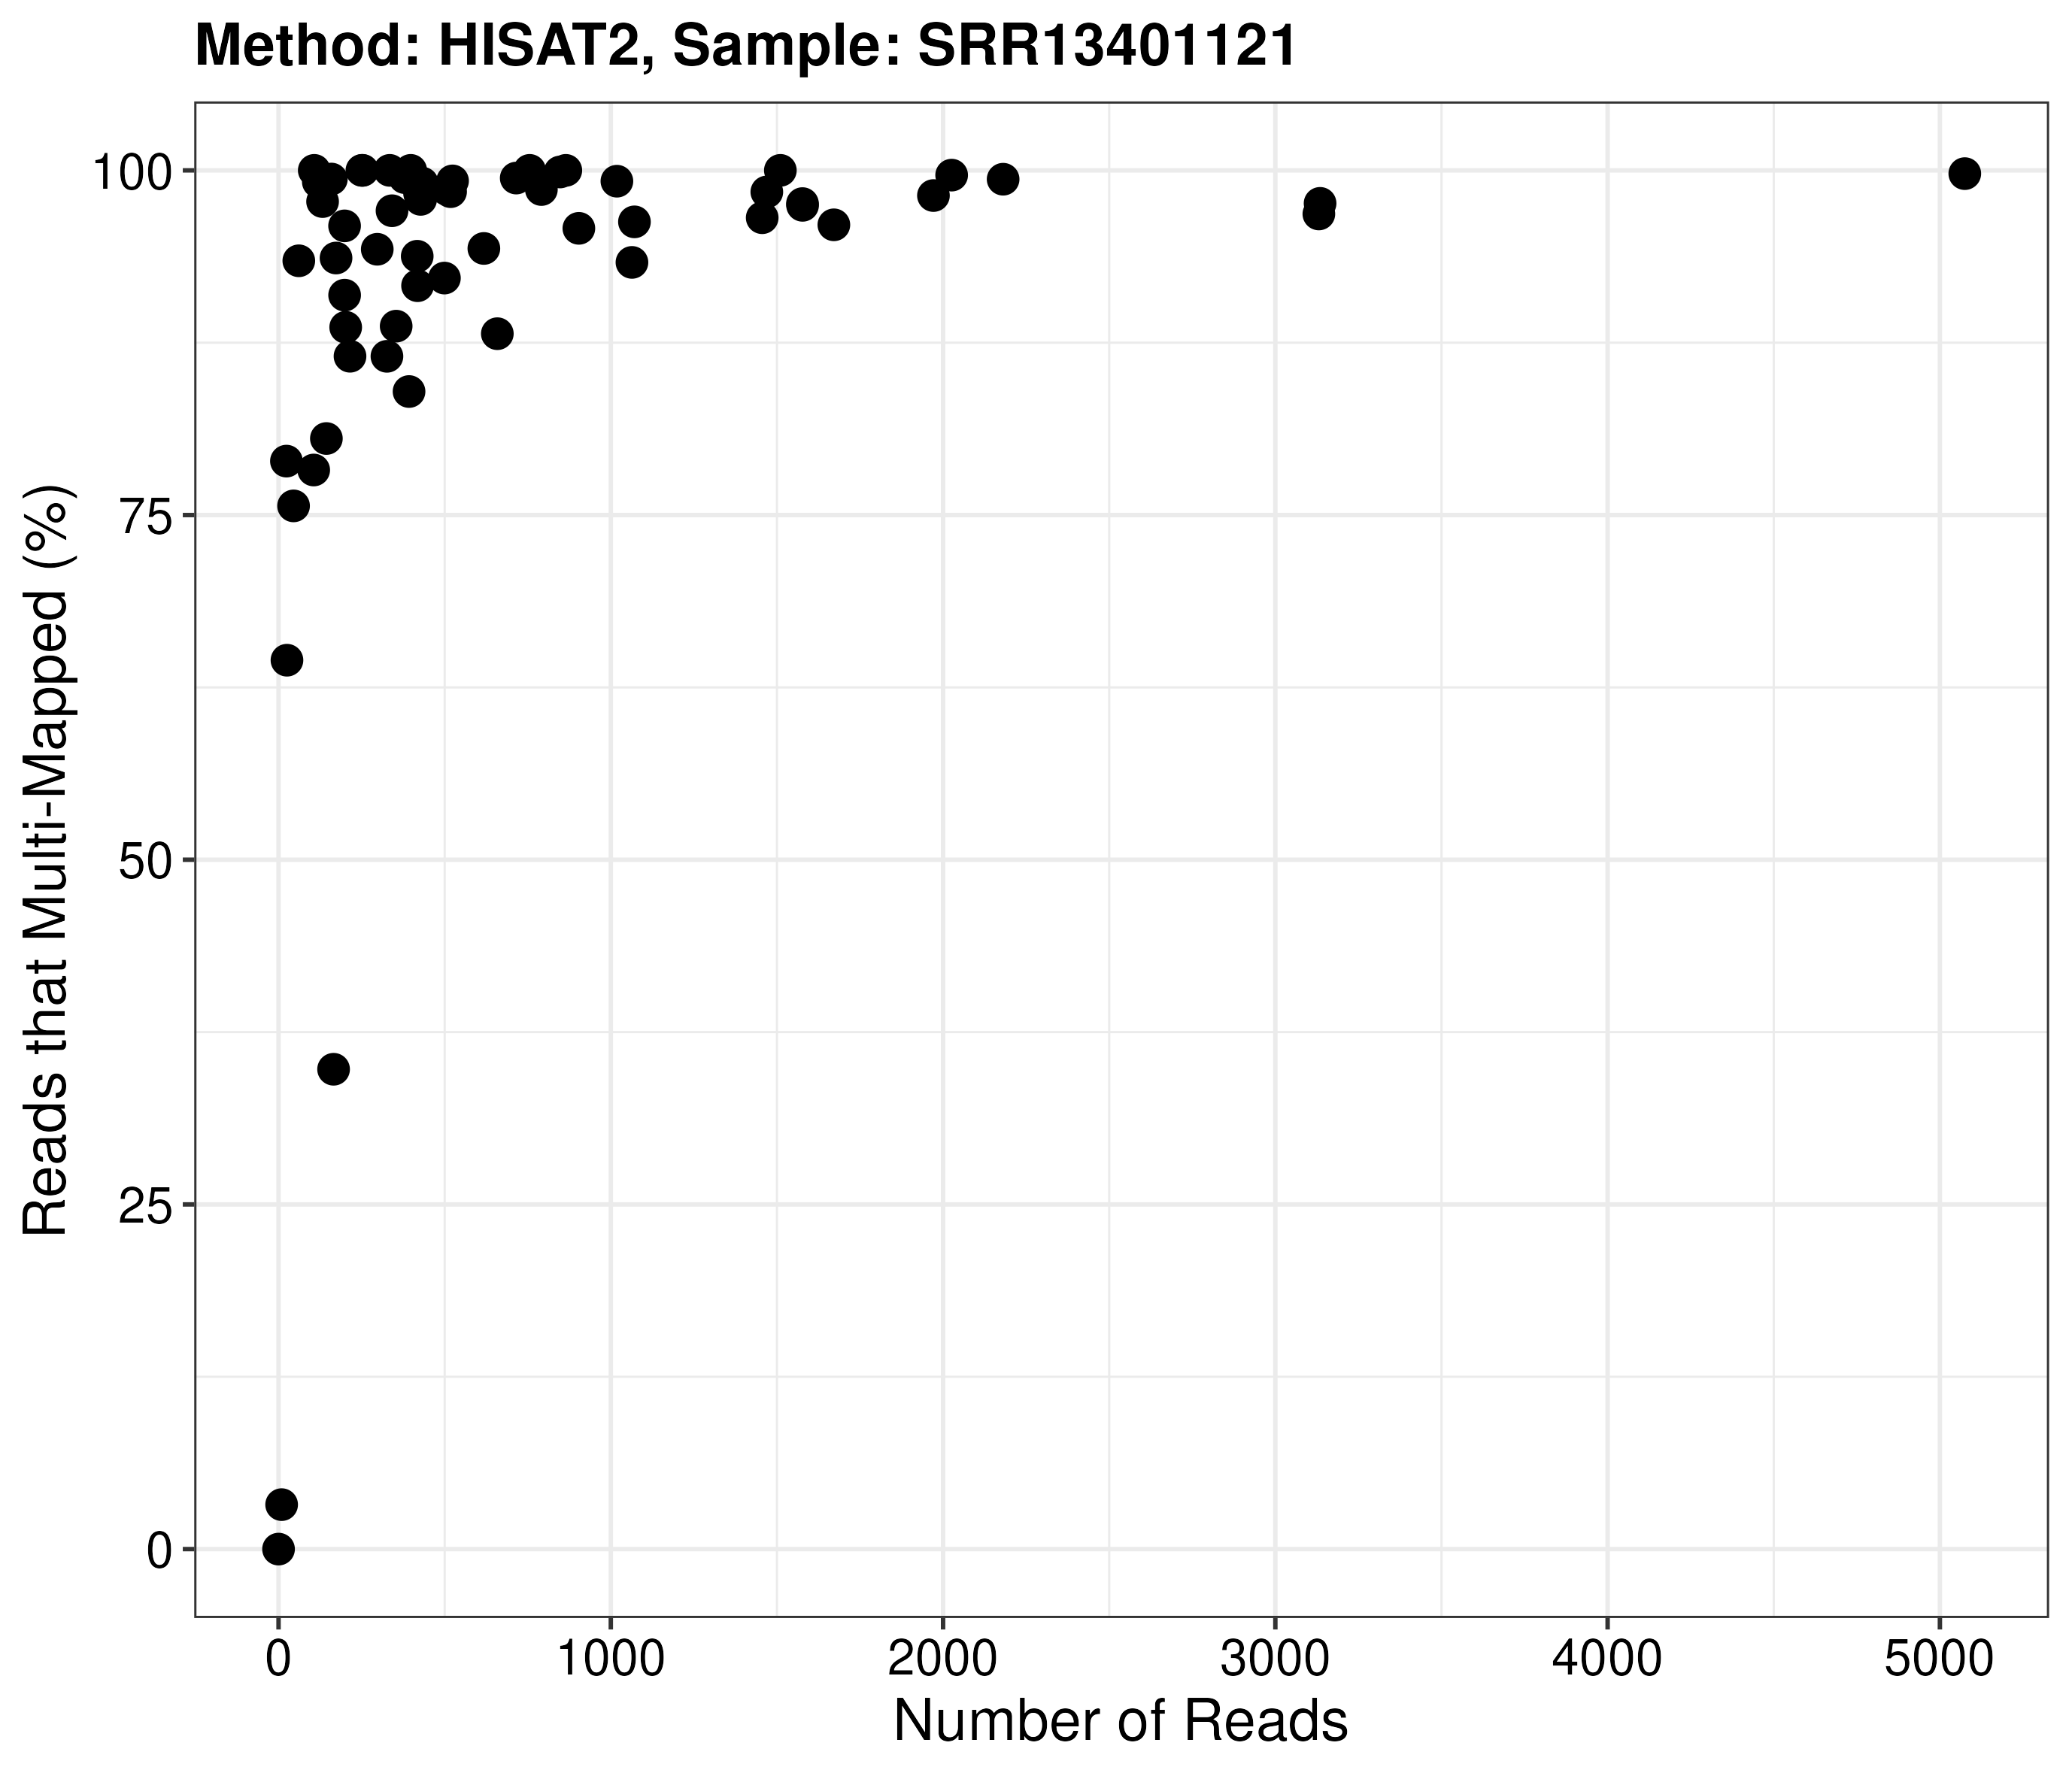 Method: HISAT2, Sample: SRR13401121
Reads that Multi-Mapped (%)
100
75
50
25
0
0 1000 2000 3000 4000 5000
Number of Reads